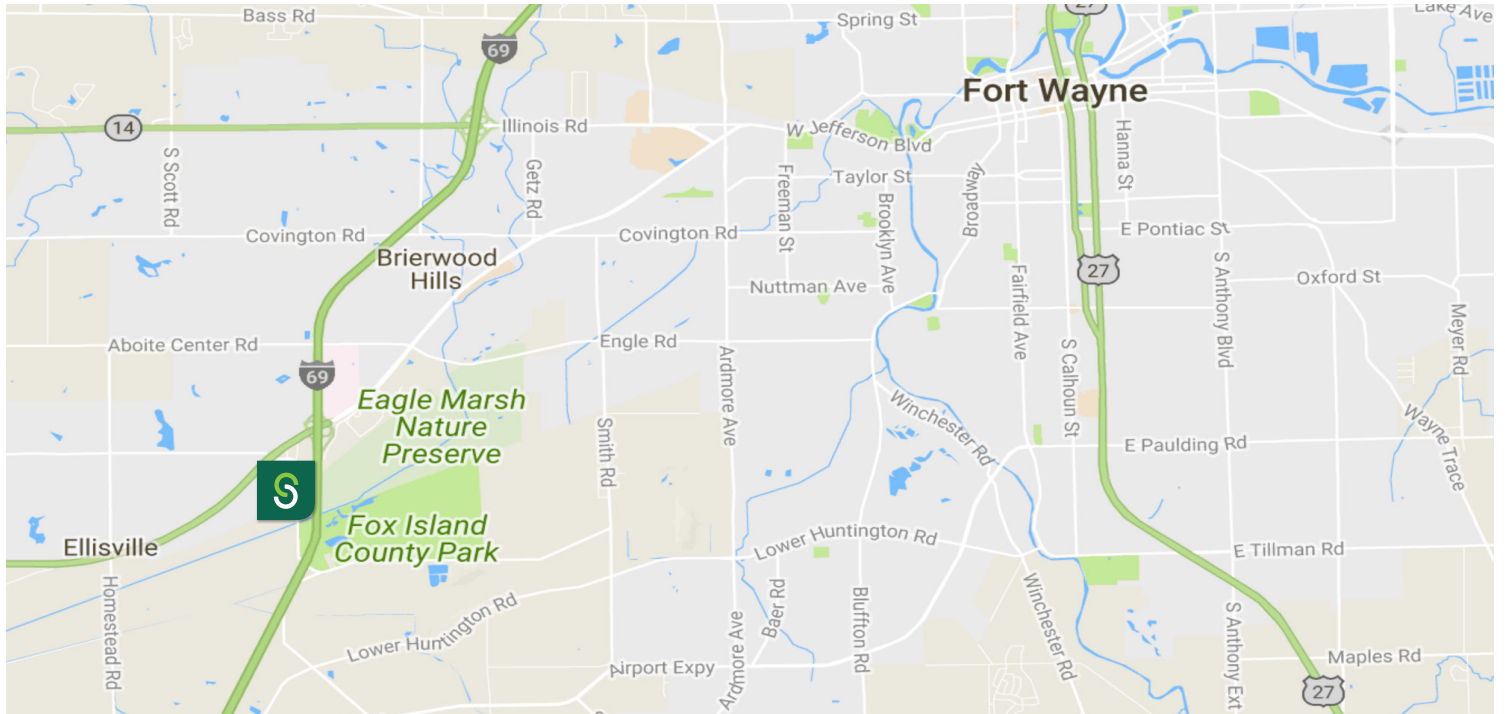 Bass Rd
69
Spring St
27
Lake Ave
Fort Wayne
14
Illinois Rd
W Jefferson Blvd
Hanna St
S Scott Rd
Getz Rd
Freeman St
Taylor St
Broadway
Brooklyn Ave
Covington Rd
Covington Rd
E Pontiac St
Brierwood
Hills
27
S Anthony Blvd
Oxford St
Nuttman Ave
Fairfield Ave
Meyer Rd
Aboite Center Rd
Engle Rd
Ardmore Ave
S Calhoun St
69
Eagle Marsh
Nature
Preserve
Smith Rd
Winchester Rd
E Paulding Rd
Wayne Trace
S
Fox Island
County Park
Ellisville
Lower Huntington Rd
E Tillman Rd
Homestead Rd
Lower Huntington Rd
Baer Rd
Bluffton Rd
Winchester Rd
S Anthony Ext
Ardmore Ave
Airport Expy
Maples Rd
27